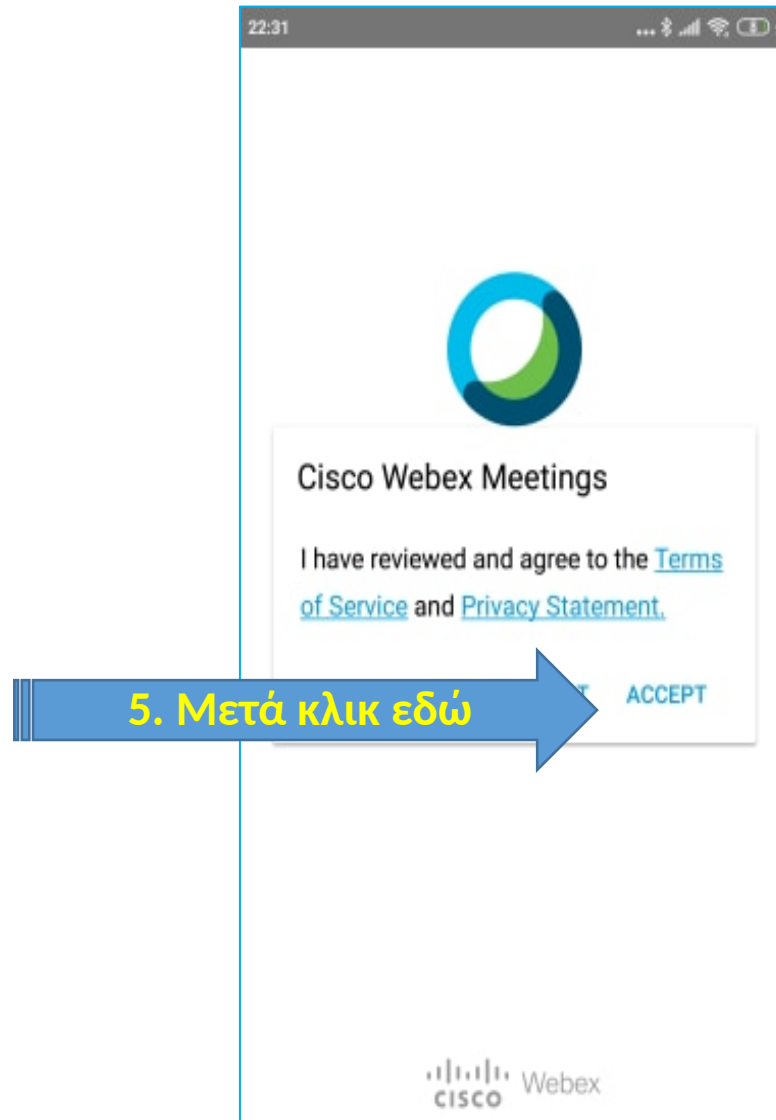 22:31
Cisco Webex Meetings
I have reviewed and agree to the Terms
of Service and Privacy Statement.
5. Μετά κλικ εδώ
T ACCEPT
CISCO Webex